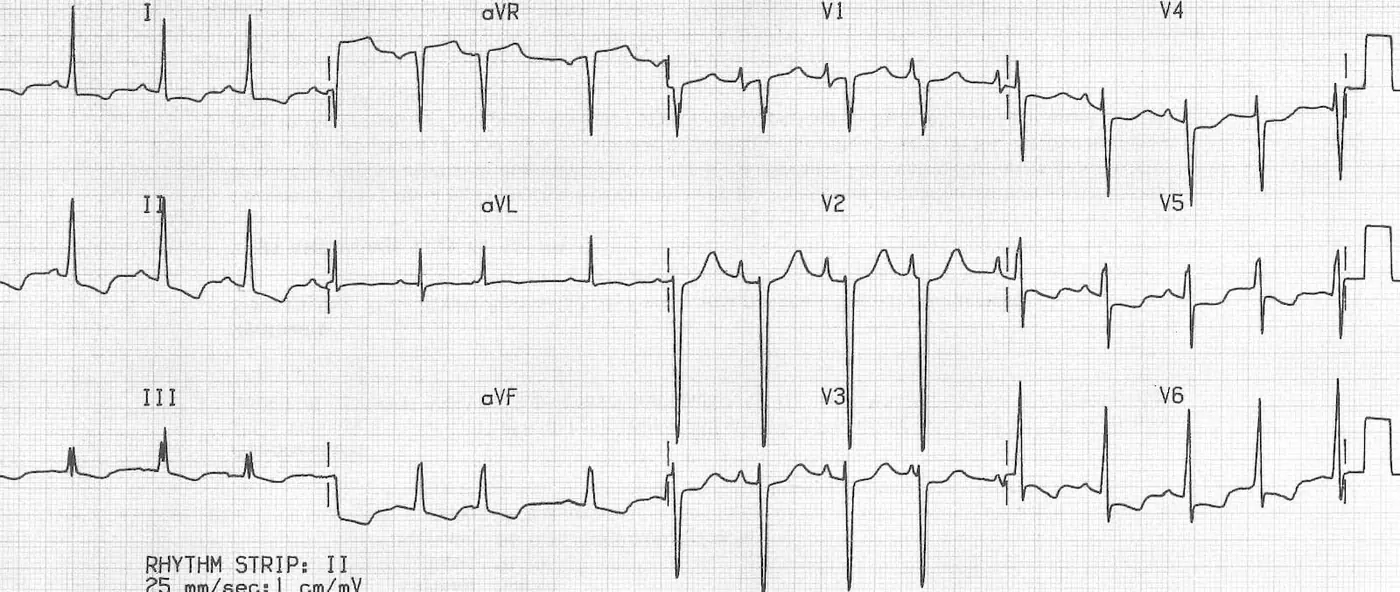 I aVR V1 V4
II aVL V2 V5
III aVF V3 V6
RHYTHM STRIP: II
25 mm/sec:1 cm/mV